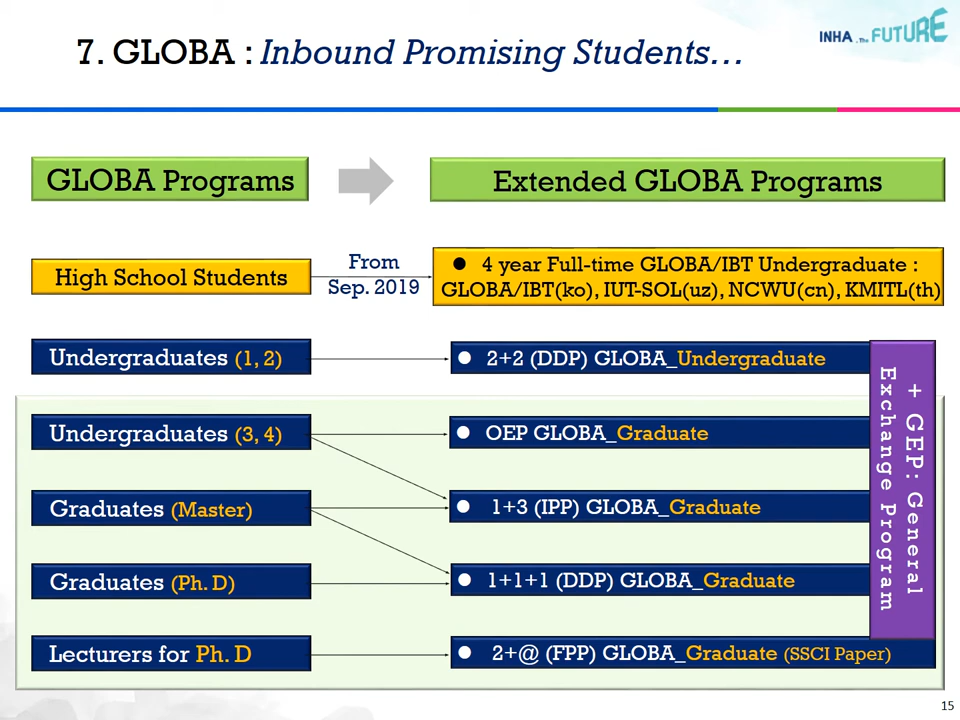 7. GLOBA : Inbound Promising Students…
INHA , The FUTURE
GLOBA Programs
Extended GLOBA Programs
High School Students
From
Sep. 2019
● 4 year Full-time GLOBA/IBT Undergraduate :
GLOBA/IBT(ko), IUT-SOL(uz), NCWU(cn), KMITL(th)
Undergraduates (1, 2)
● 2+2 (DDP) GLOBA_Undergraduate
Undergraduates (3, 4)
● OEP GLOBA_Graduate
Graduates (Master)
● 1+3 (IPP) GLOBA_Graduate
Graduates (Ph. D)
● 1+1+1 (DDP) GLOBA_Graduate
Lecturers for Ph. D
● 2+@ (FPP) GLOBA_Graduate (SSCI Paper)
+ GEP: General
Exchange Program
15